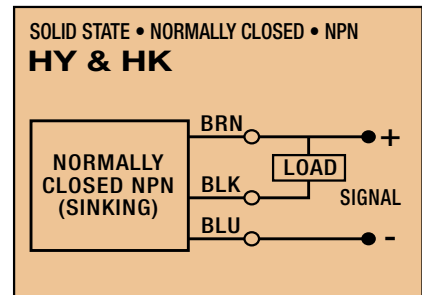 SOLID STATE • NORMALLY CLOSED • NPN
HY & HK
BRN
+
NORMALLY
CLOSED NPN
(SINKING)
LOAD
BLK
SIGNAL
BLU
-